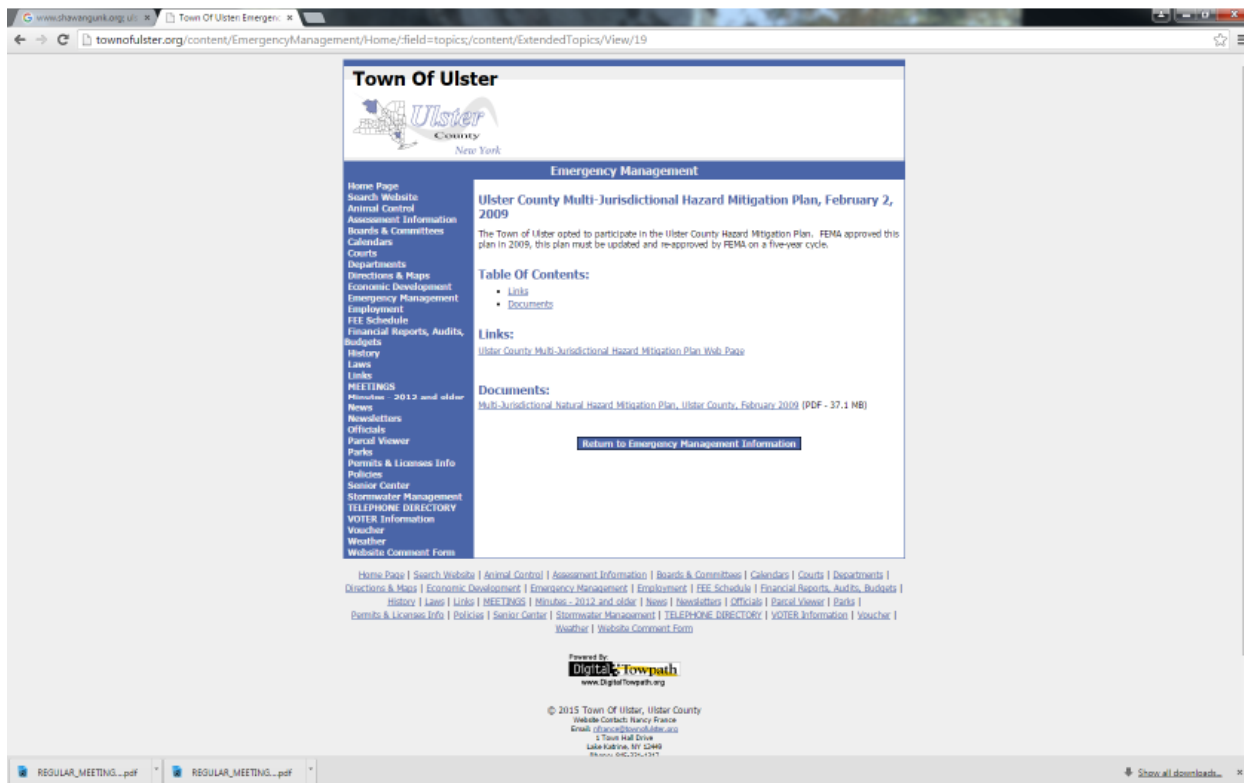 www.shawangunk.org; uls
Town Of Ulster: Emergenc
townofulster.org/content/EmergencyManagement/Home/:field=topics;/content/ExtendedTopics/View/19
Town Of Ulster
Ulster
County
New York
Emergency Management
Home Page
Search Website
Animal Control
Assessment Information
Boards & Committees
Calendars
Courts
Departments
Directions & Maps
Economic Development
Emergency Management
Employment
FEE Schedule
Financial Reports, Audits,
Budgets
History
Laws
Links
MEETINGS
Minutes - 2012 and older
News
Newsletters
Officials
Parcel Viewer
Parks
Permits & Licenses Info
Policies
Senior Center
Stormwater Management
TELEPHONE DIRECTORY
VOTER Information
Voucher
Weather
Website Comment Form
Ulster County Multi-Jurisdictional Hazard Mitigation Plan, February 2,
2009
The Town of Ulster opted to participate in the Ulster County Hazard Mitigation Plan. FEMA approved this
plan in 2009, this plan must be updated and re-approved by FEMA on a five-year cycle.
Table Of Contents:
Links
Documents
Links:
Ulster County Multi-Jurisdictional Hazard Mitigation Plan Web Page
Documents:
Multi-Jurisdictional Natural Hazard Mitigation Plan, Ulster County, February 2009 (PDF - 37.1 MB)
Return to Emergency Management Information
Home Page | Search Website | Animal Control | Assessment Information | Boards & Committees | Calendars | Courts | Departments |
Directions & Maps | Economic Development | Emergency Management | Employment | FEE Schedule | Financial Reports, Audits, Budgets |
History | Laws | Links | MEETINGS | Minutes - 2012 and older | News | Newsletters | Officials | Parcel Viewer | Parks |
Permits & Licenses Info | Policies | Senior Center | Stormwater Management | TELEPHONE DIRECTORY | VOTER Information | Voucher |
Weather | Website Comment Form
Powered By:
Digital Towpath
www.DigitalTowpath.org
© 2015 Town Of Ulster, Ulster County
Website Contact: Nancy France
Email: nfrance@townofulster.org
1 Town Hall Drive
Lake Katrine, NY 12449
REGULAR_MEETING....pdf
REGULAR_MEETING....pdf
Show all downloads...